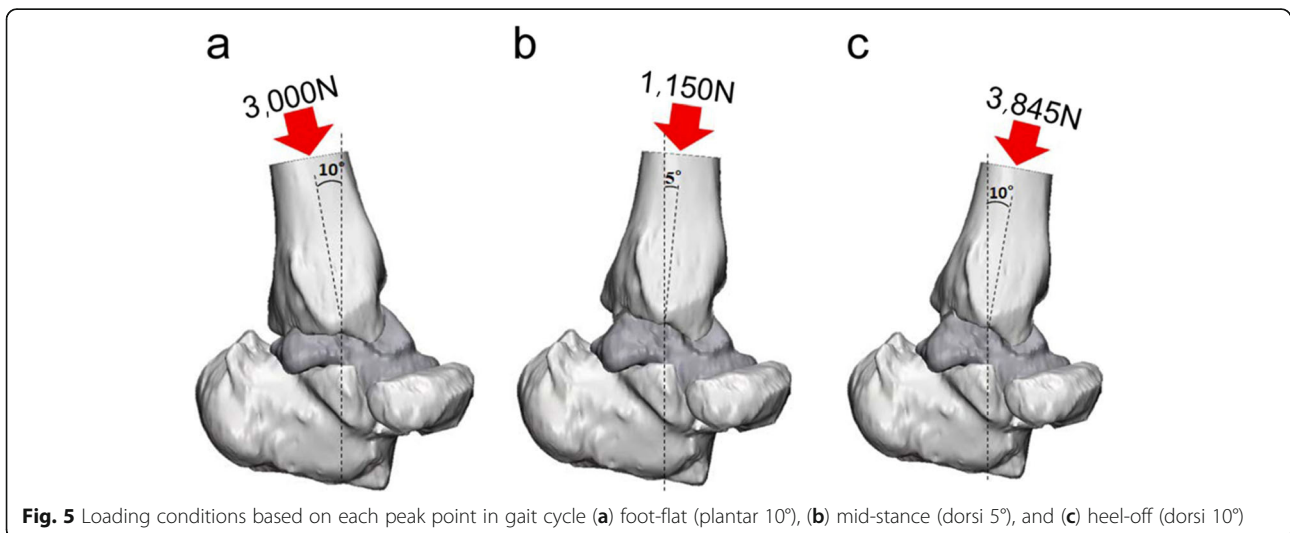 a
b
c
3,000N
1,150N
3,845N
10°
5°
10°
Fig. 5 Loading conditions based on each peak point in gait cycle (a) foot-flat (plantar 10°), (b) mid-stance (dorsi 5°), and (c) heel-off (dorsi 10°)